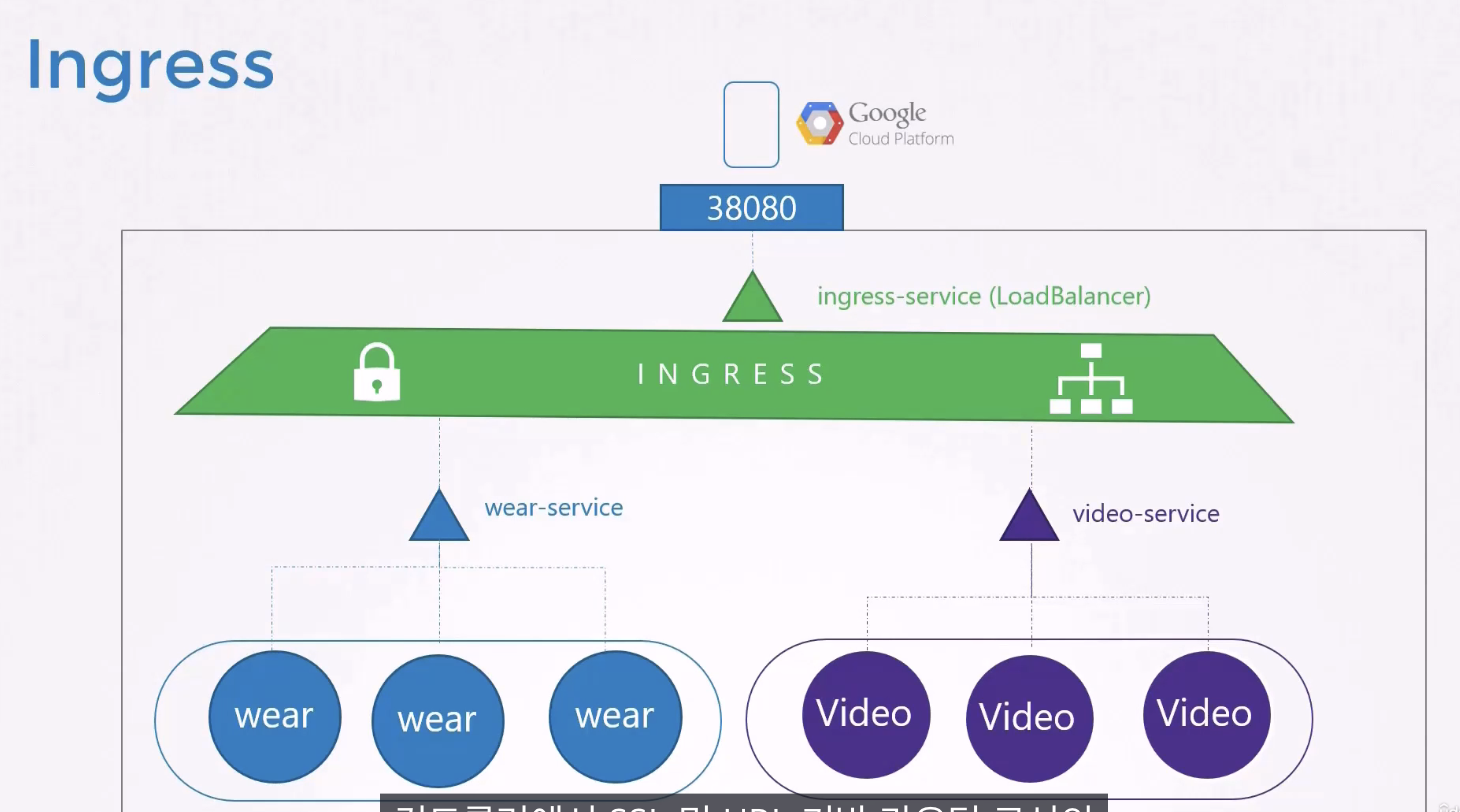 Ingress
Google
Cloud Platform
38080
ingress-service (LoadBalancer)
INGRESS
wear-service
video-service
wear
wear
wear
Video
Video
Video